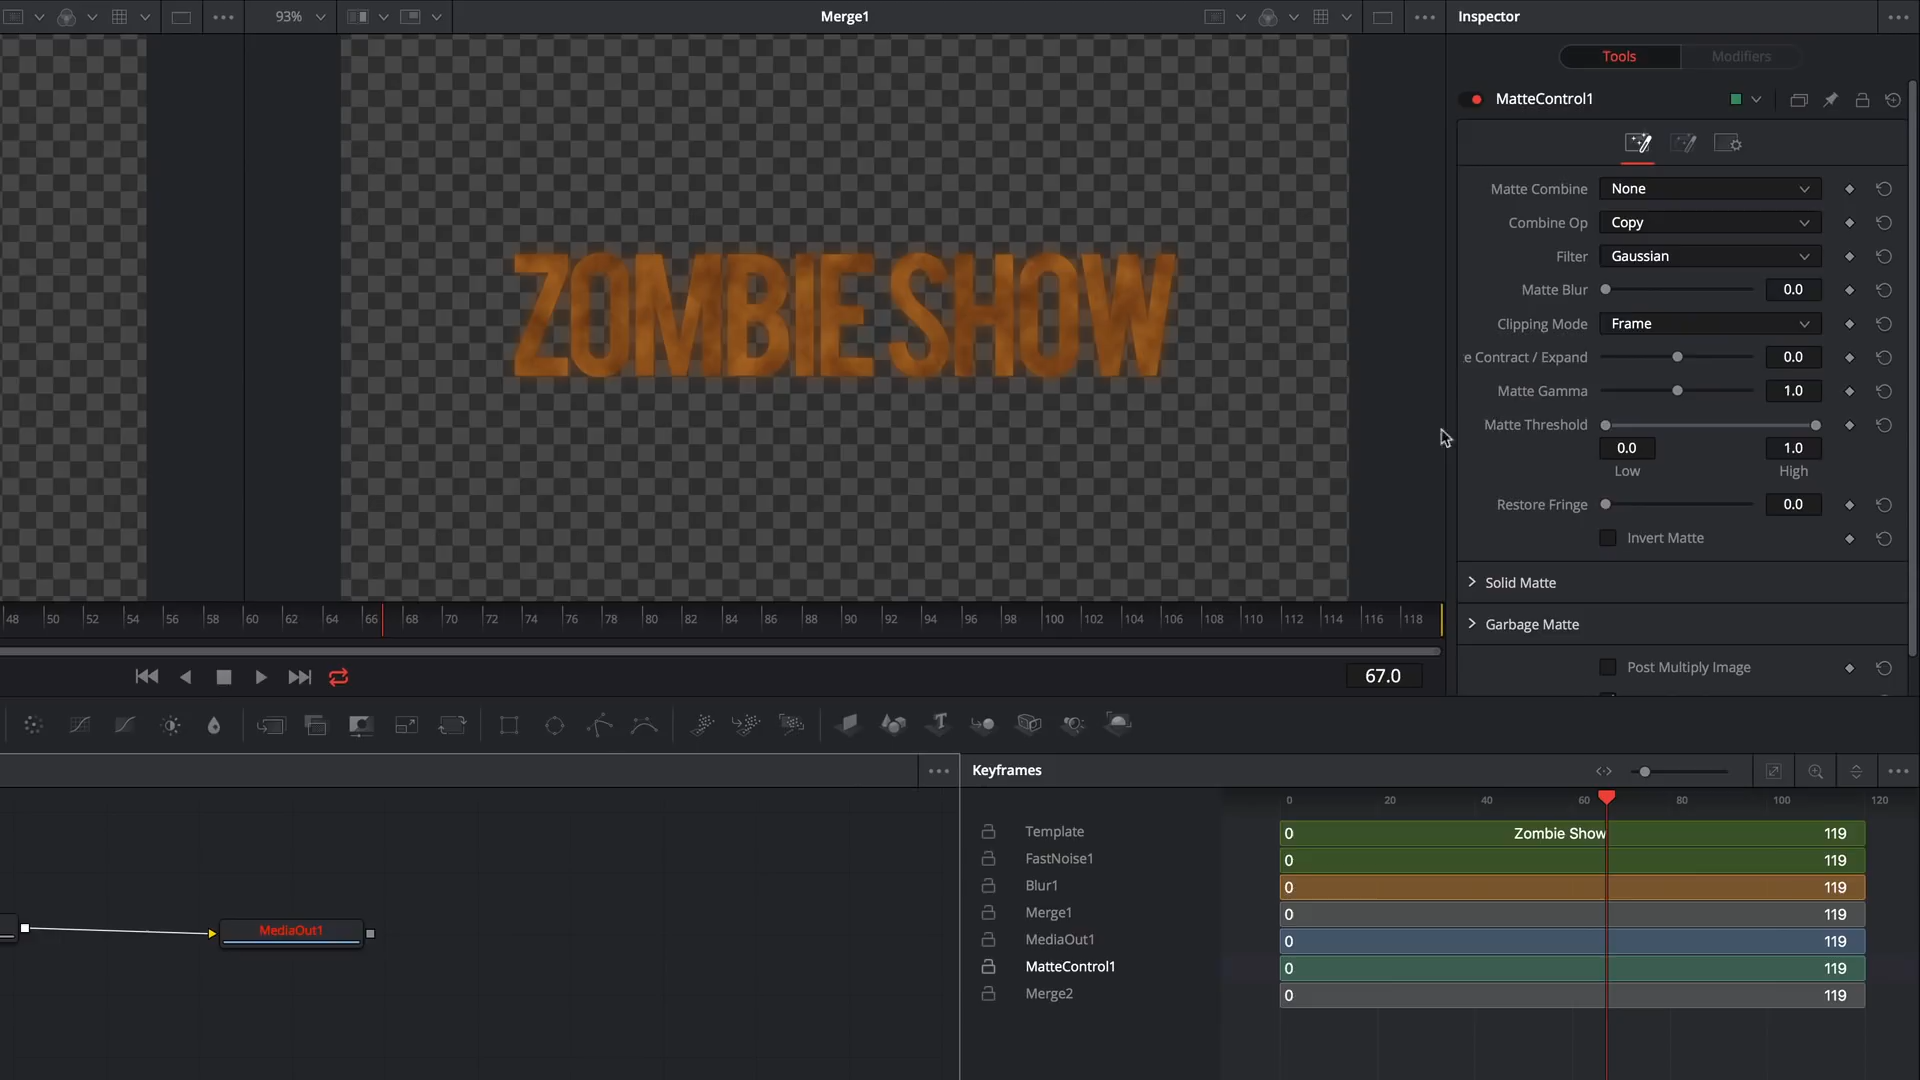 93%
Merge1
Inspector
Tools
Modifiers
MatteControl1
Matte Combine None
Combine Op Copy
Filter Gaussian
Matte Blur 0.0
Clipping Mode Frame
e Contract / Expand 0.0
Matte Gamma 1.0
Matte Threshold
0.0 1.0
Low High
Restore Fringe 0.0
Invert Matte
Solid Matte
Garbage Matte
Post Multiply Image
ZOMBIE SHOW
48 50 52 54 56 58 60 62 64 66 68 70 72 74 76 78 80 82 84 86 88 90 92 94 96 98 100 102 104 106 108 110 112 114 116 118
67.0
MediaOut1
Keyframes
0 20 40 60 80 100 120
Template 0 Zombie Show 119
FastNoise1 0 119
Blur1 0 119
Merge1 0 119
MediaOut1 0 119
MatteControl1 0 119
Merge2 0 119